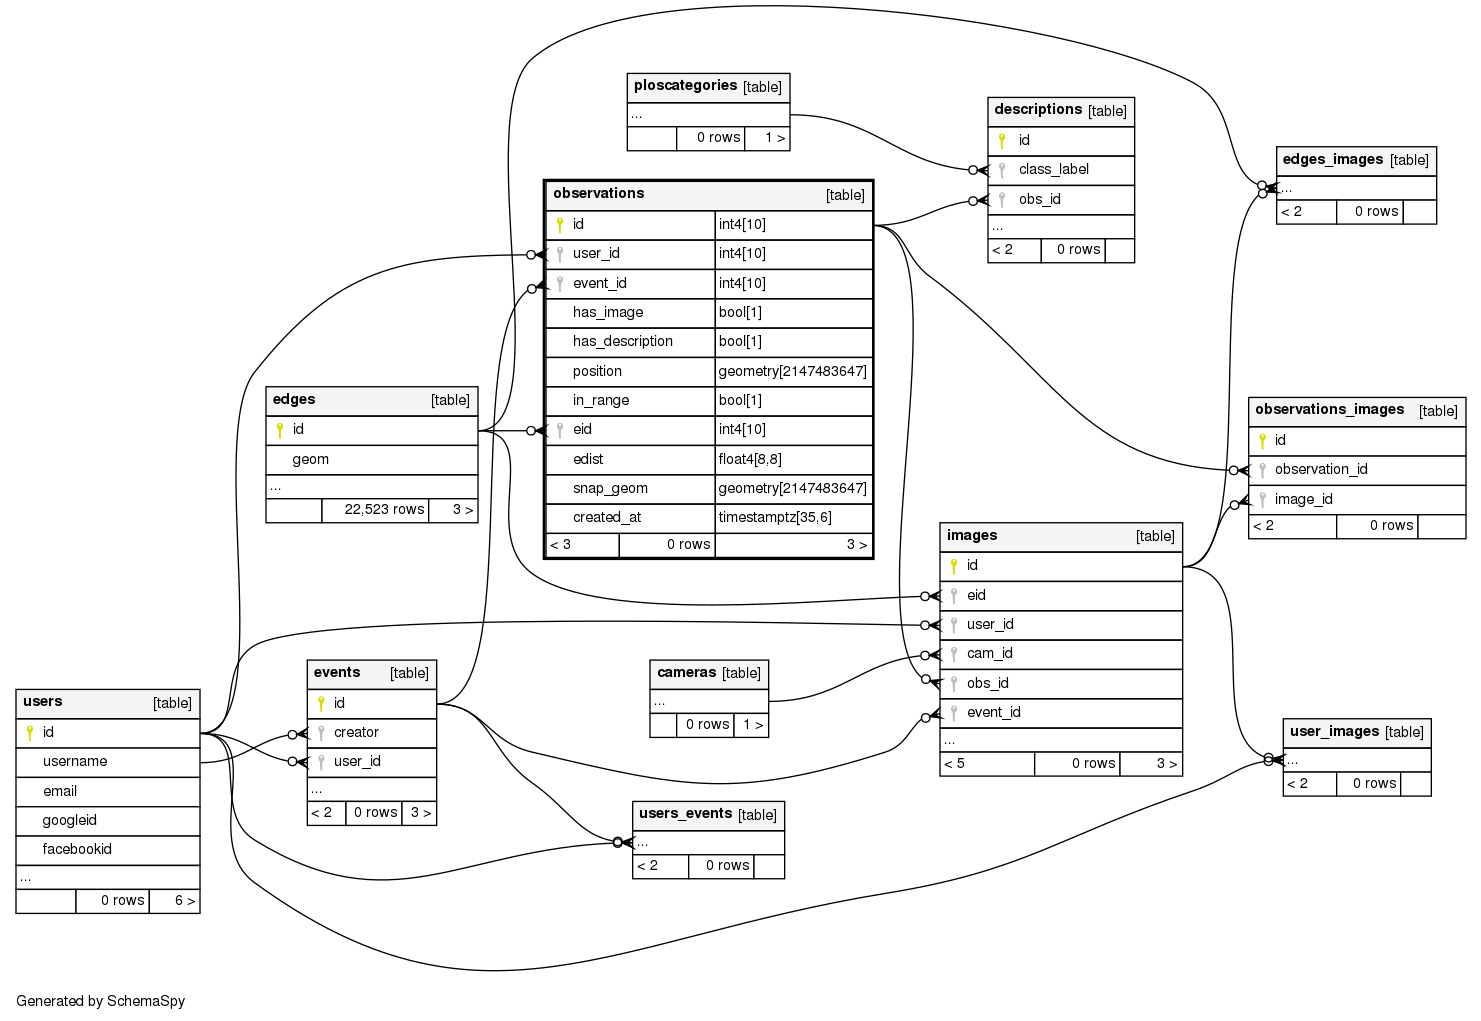 ploscategories [table]
...
0 rows 1 >
descriptions [table]
id
class_label
obs_id
...
< 2 0 rows
edges_images [table]
...
< 2 0 rows
observations [table]
id int4[10]
user_id int4[10]
event_id int4[10]
has_image bool[1]
has_description bool[1]
position geometry[2147483647]
in_range bool[1]
eid int4[10]
edist float4[8,8]
snap_geom geometry[2147483647]
created_at timestamptz[35,6]
< 3 0 rows 3 >
edges [table]
id
geom
...
22,523 rows 3 >
observations_images [table]
id
observation_id
image_id
< 2 0 rows
images [table]
id
eid
user_id
cam_id
obs_id
event_id
...
< 5 0 rows 3 >
events [table]
id
creator
user_id
...
< 2 0 rows 3 >
cameras [table]
...
0 rows 1 >
users [table]
id
username
email
googleid
facebookid
...
0 rows 6 >
user_images [table]
...
< 2 0 rows
users_events [table]
...
< 2 0 rows
Generated by SchemaSpy